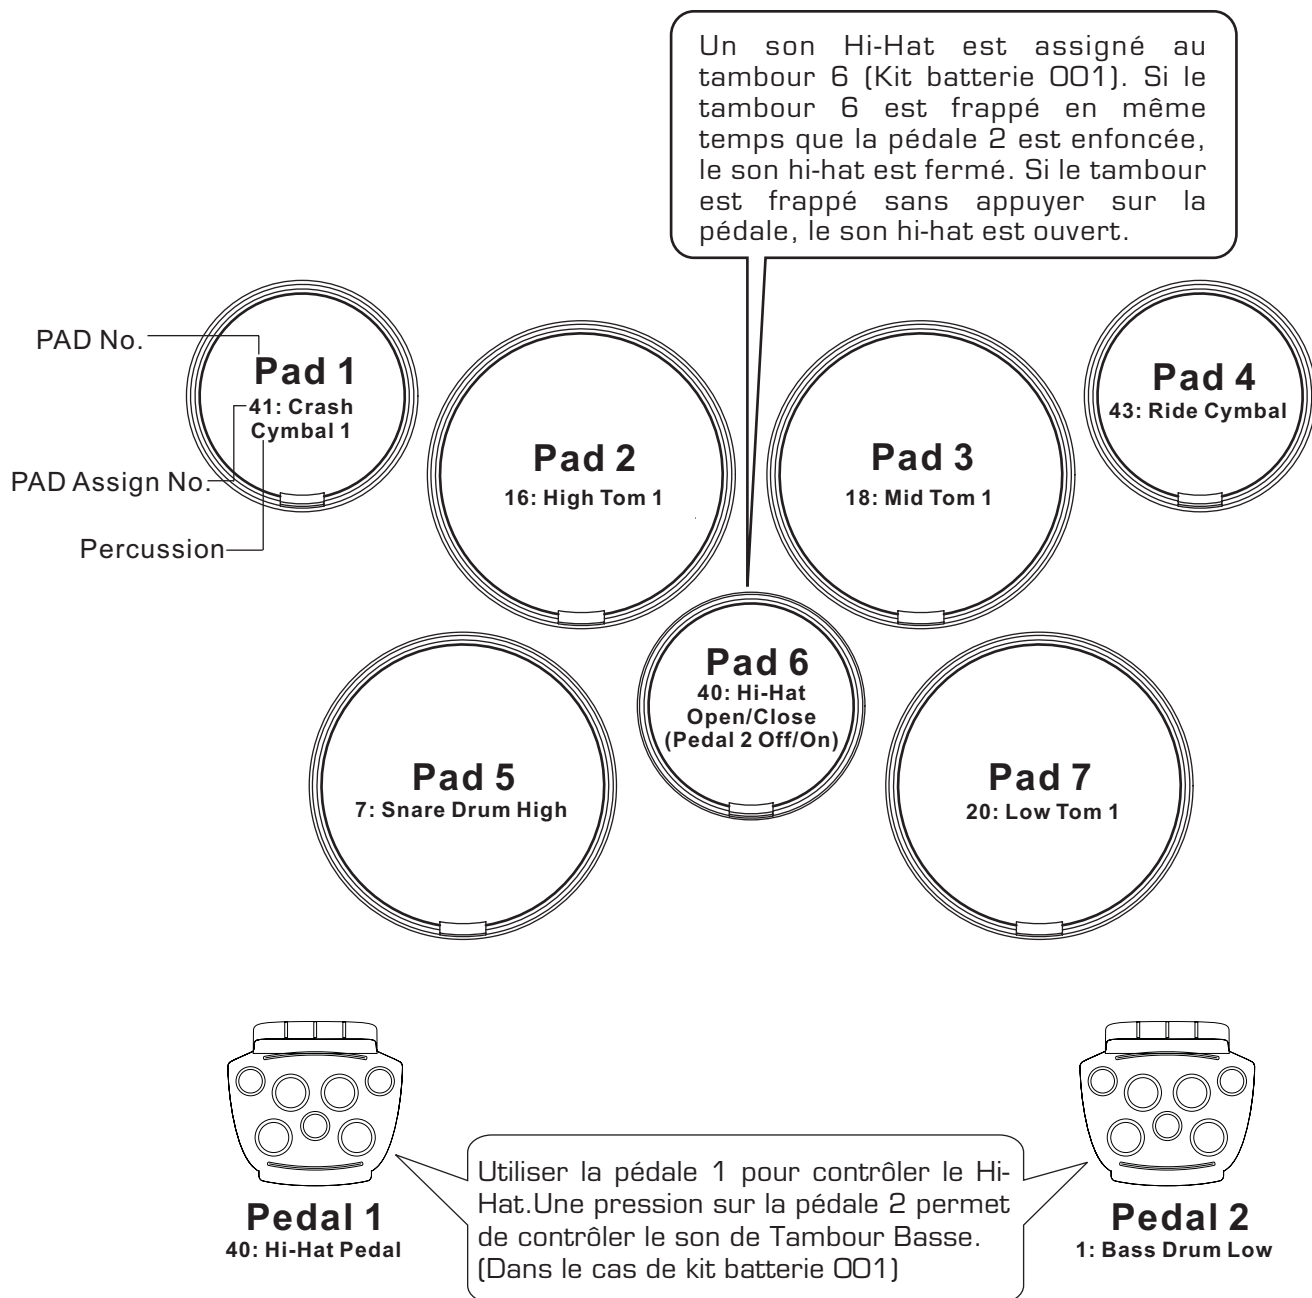 Un son Hi-Hat est assigné au
tambour 6 (Kit batterie 001). Si le
tambour 6 est frappé en même
temps que la pédale 2 est enfoncée,
le son hi-hat est fermé. Si le tambour
est frappé sans appuyer sur la
pédale, le son hi-hat est ouvert.
PAD No.
PAD Assign No.
Percussion
Pad 1
41: Crash
Cymbal 1
Pad 2
16: High Tom 1
Pad 3
18: Mid Tom 1
Pad 4
43: Ride Cymbal
Pad 5
7: Snare Drum High
Pad 6
40: Hi-Hat
Open/Close
(Pedal 2 Off/On)
Pad 7
20: Low Tom 1
Pedal 1
40: Hi-Hat Pedal
Utiliser la pédale 1 pour contrôler le Hi-
Hat.Une pression sur la pédale 2 permet
de contrôler le son de Tambour Basse.
(Dans le cas de kit batterie 001)
Pedal 2
1: Bass Drum Low